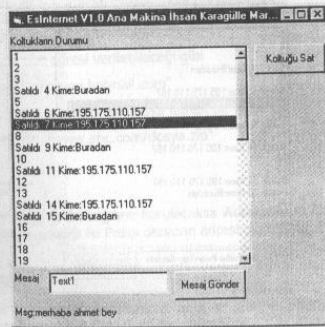 EsInternet V1.0 Ana Makina İhsan Karagülle Mar...
Koltukların Durumu
1
2
3
Satıldı 4 Kime:Buradan
5
Satıldı 6 Kime:195.175.110.157
Satıldı 7 Kime:195.175.110.157
8
Satıldı 9 Kime:Buradan
10
Satıldı 11 Kime:195.175.110.157
12
13
Satıldı 14 Kime:195.175.110.157
Satıldı 15 Kime:Buradan
16
17
18
19
Koltuğu Sat
Mesaj
Text1
Mesaj Gönder
Msg:merhaba ahmet bey